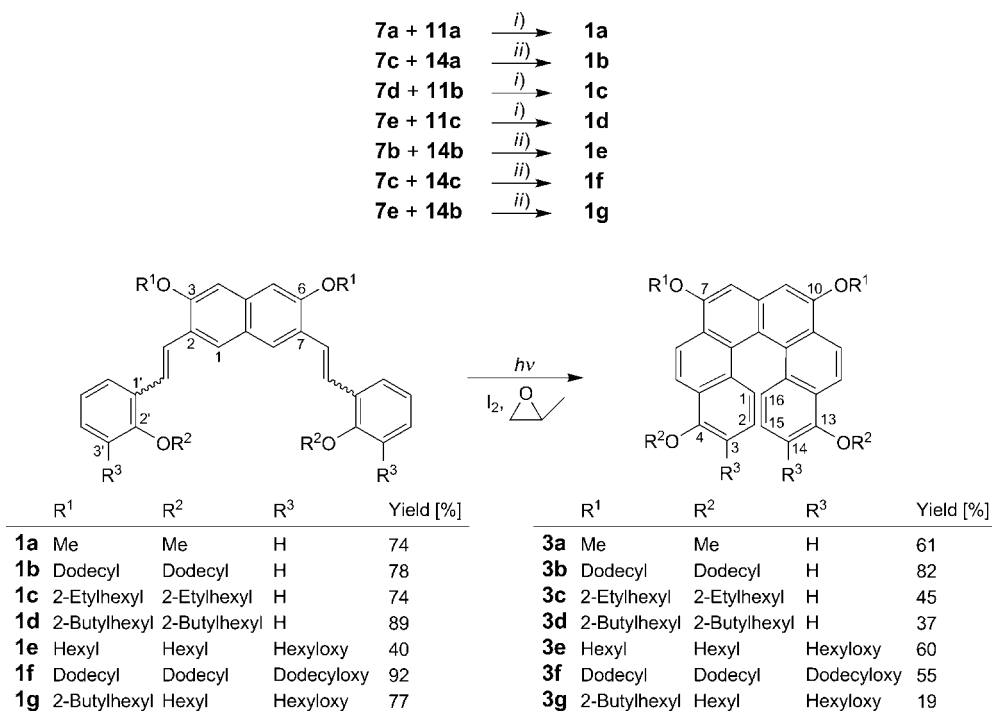 7a + 11a i) 1a
7c + 14a ii) 1b
7d + 11b i) 1c
7e + 11c i) 1d
7b + 14b ii) 1e
7c + 14c ii) 1f
7e + 14b ii) 1g
R¹O 3 6 OR¹ R¹O 7 10 OR¹
2 1 7
1' hν
2' I₂, O 1 16
OR² R²O 2 15 13
3' R²O 4 3 14 OR²
R³ R³ R³ R³
R¹ R² R³ Yield [%] R¹ R² R³ Yield [%]
1a Me Me H 74 3a Me Me H 61
1b Dodecyl Dodecyl H 78 3b Dodecyl Dodecyl H 82
1c 2-Etylhexyl 2-Etylhexyl H 74 3c 2-Etylhexyl 2-Etylhexyl H 45
1d 2-Butylhexyl 2-Butylhexyl H 89 3d 2-Butylhexyl 2-Butylhexyl H 37
1e Hexyl Hexyl Hexyloxy 40 3e Hexyl Hexyl Hexyloxy 60
1f Dodecyl Dodecyl Dodecyloxy 92 3f Dodecyl Dodecyl Dodecyloxy 55
1g 2-Butylhexyl Hexyl Hexyloxy 77 3g 2-Butylhexyl Hexyl Hexyloxy 19